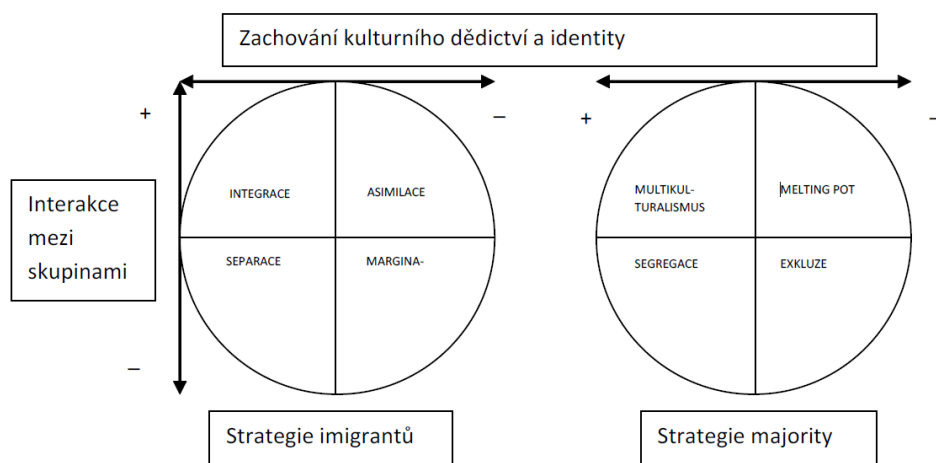 Zachování kulturního dědictví a identity
+
–
+
–
INTEGRACE
ASIMILACE
MULTIKUL-
TURALISMUS
MELTING POT
Interakce
mezi
skupinami
SEPARACE
MARGINA-
SEGREGACE
EXKLUZE
–
Strategie imigrantů
Strategie majority